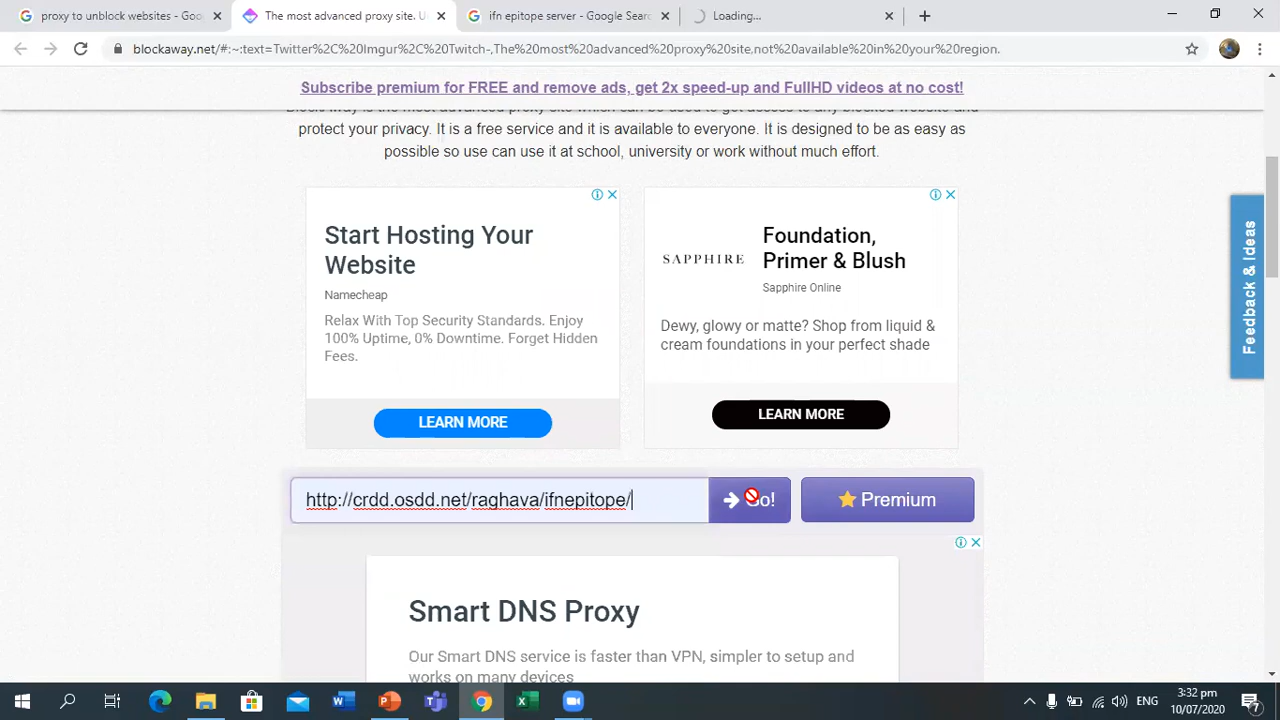 proxy to unblock websites - Goo
The most advanced proxy site. U
ifn epitope server - Google Sear
Loading...
blockaway.net/#:~:text=Twitter%2C%20Imgur%2C%20Twitch-,The%20most%20advanced%20proxy%20site,not%20available%20in%20your%20region.
Subscribe premium for FREE and remove ads, get 2x speed-up and FullHD videos at no cost!
is the most advanced proxy site which can be used to get access to any blocked website and
protect your privacy. It is a free service and it is available to everyone. It is designed to be as easy as
possible so use can use it at school, university or work without much effort.
Start Hosting Your
Website
Namecheap
Relax With Top Security Standards. Enjoy
100% Uptime, 0% Downtime. Forget Hidden
Fees.
LEARN MORE
SAPPHIRE
Foundation,
Primer & Blush
Sapphire Online
Dewy, glowy or matte? Shop from liquid &
cream foundations in your perfect shade
LEARN MORE
Feedback & Ideas
http://crdd.osdd.net/raghava/ifnepitope/
Go!
Premium
Smart DNS Proxy
Our Smart DNS service is faster than VPN, simpler to setup and
works on many devices
ENG
3:32 pm
10/07/2020
7